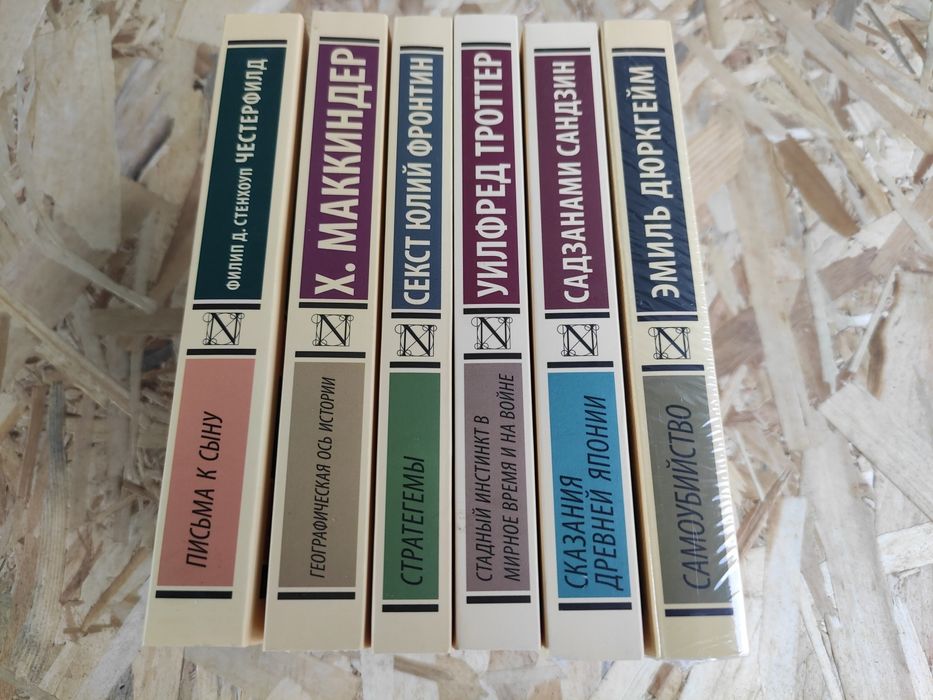 ФИЛИП Д. СТЕНХОУП ЧЕСТЕРФИЛД
ПИСЬМА К СЫНУ
Х. МАККИНДЕР
ГЕОГРАФИЧЕСКАЯ ОСЬ ИСТОРИИ
СЕКСТ ЮЛИЙ ФРОНТИН
СТРАТЕГЕМЫ
УИЛФРЕД ТРОТТЕР
СТАДНЫЙ ИНСТИНКТ В
МИРНОЕ ВРЕМЯ И НА ВОЙНЕ
САДЗАНАМИ САНДЗИН
СКАЗАНИЯ
ДРЕВНЕЙ ЯПОНИИ
ЭМИЛЬ ДЮРКГЕЙМ
САМОУБИЙСТВО